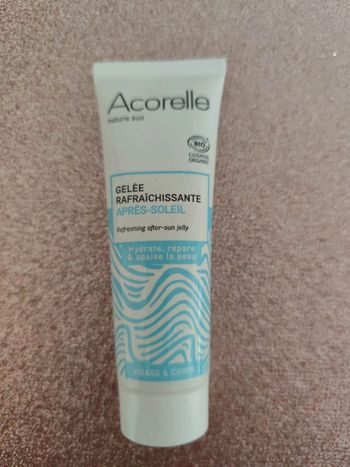 Acorelle
nature sun
BIO
COSMOS
ORGANIC
GELÉE
RAFRAÎCHISSANTE
APRÈS-SOLEIL
Refreshing after-sun jelly
Hydrate, répare
& apaise la peau
VISAGE & CORPS